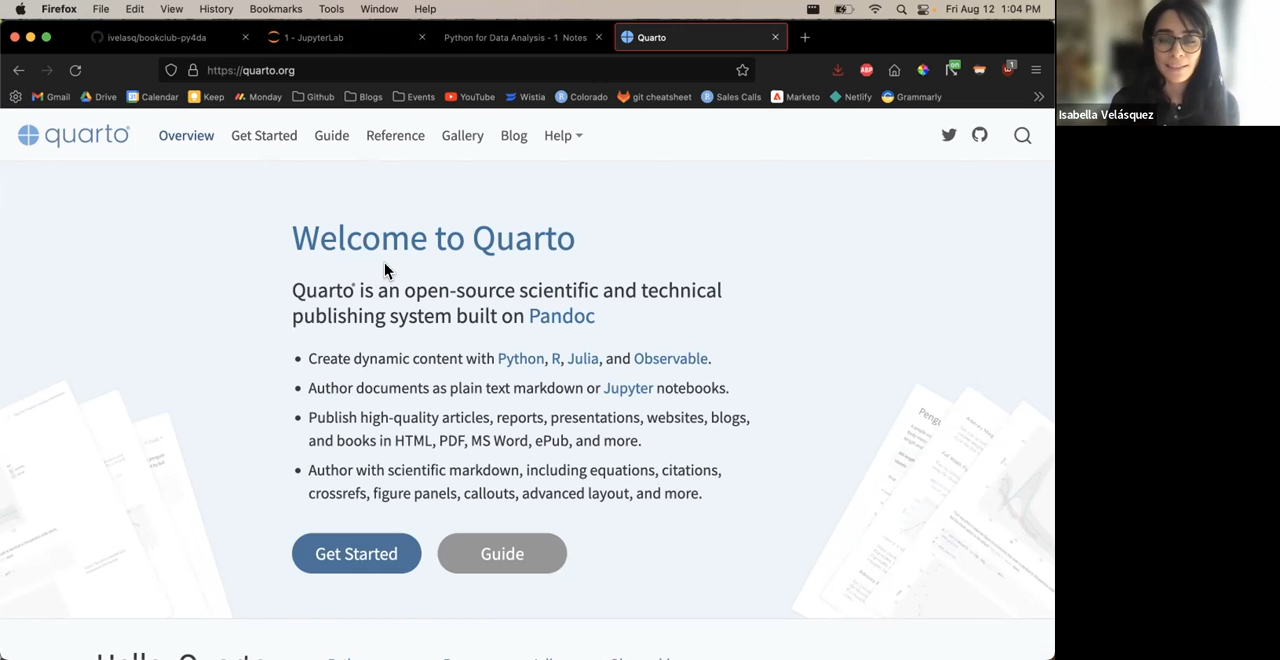 Firefox File Edit View History Bookmarks Tools Window Help Fri Aug 12 1:04 PM
ivelasq/bookclub-py4da 1 - JupyterLab Python for Data Analysis - 1 Notes Quarto
https://quarto.org ABP on 1
Gmail Drive Calendar Keep Monday Github Blogs Events YouTube Wistia Colorado git cheatsheet Sales Calls Marketo Netlify Grammarly
Isabella Velásquez
quarto Overview Get Started Guide Reference Gallery Blog Help
Welcome to Quarto
Quarto® is an open-source scientific and technical
publishing system built on Pandoc
• Create dynamic content with Python, R, Julia, and Observable.
• Author documents as plain text markdown or Jupyter notebooks.
• Publish high-quality articles, reports, presentations, websites, blogs,
and books in HTML, PDF, MS Word, ePub, and more.
• Author with scientific markdown, including equations, citations,
crossrefs, figure panels, callouts, advanced layout, and more.
Get Started Guide